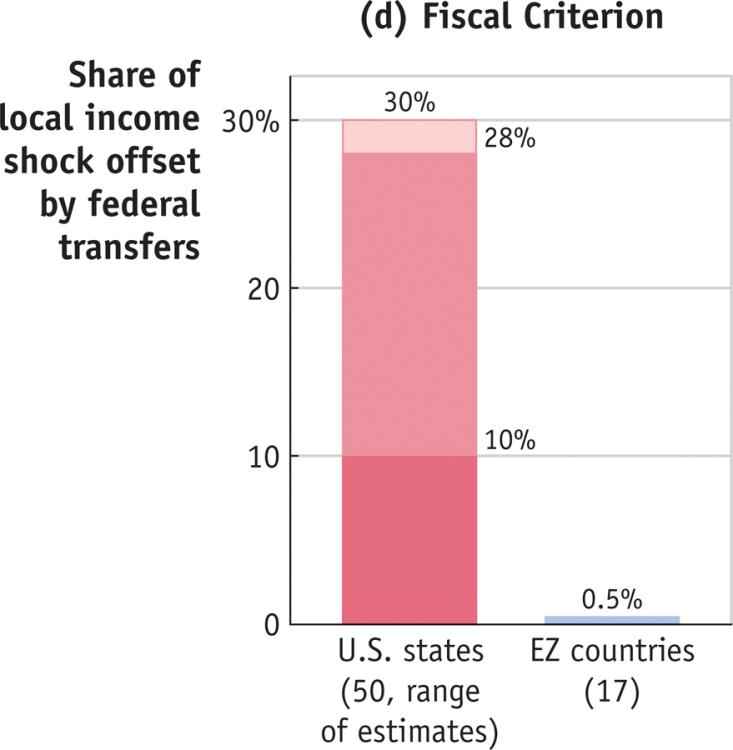 (d) Fiscal Criterion
Share of
local income
shock offset
by federal
transfers
30%
20
10
0
30%
28%
10%
0.5%
U.S. states
(50, range
of estimates)
EZ countries
(17)